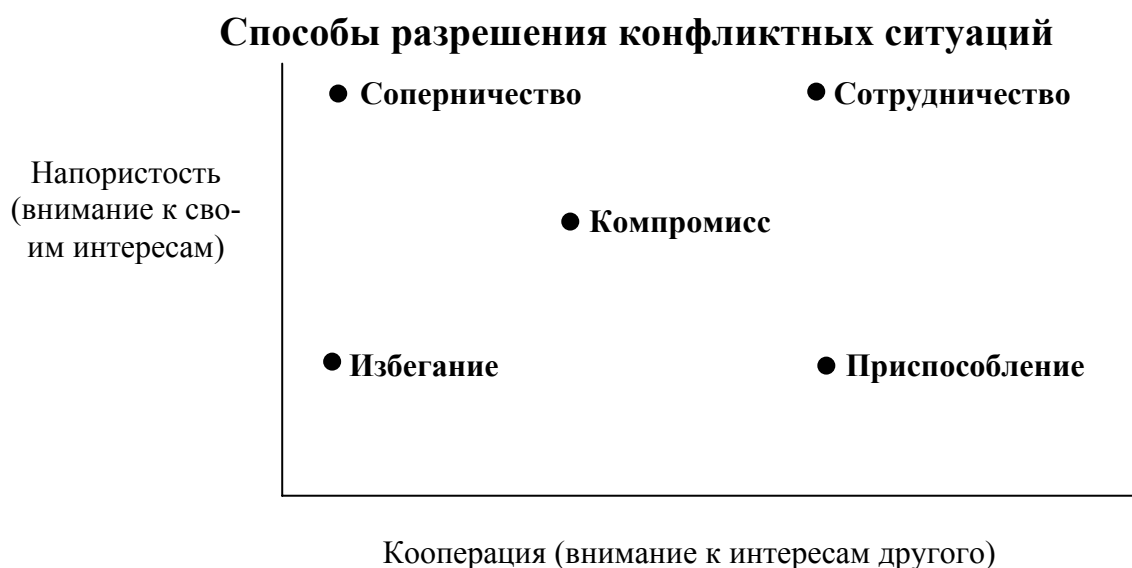 Способы разрешения конфликтных ситуаций
Соперничество
Сотрудничество
Напористость
(внимание к сво-
им интересам)
Компромисс
Избегание
Приспособление
Кооперация (внимание к интересам другого)